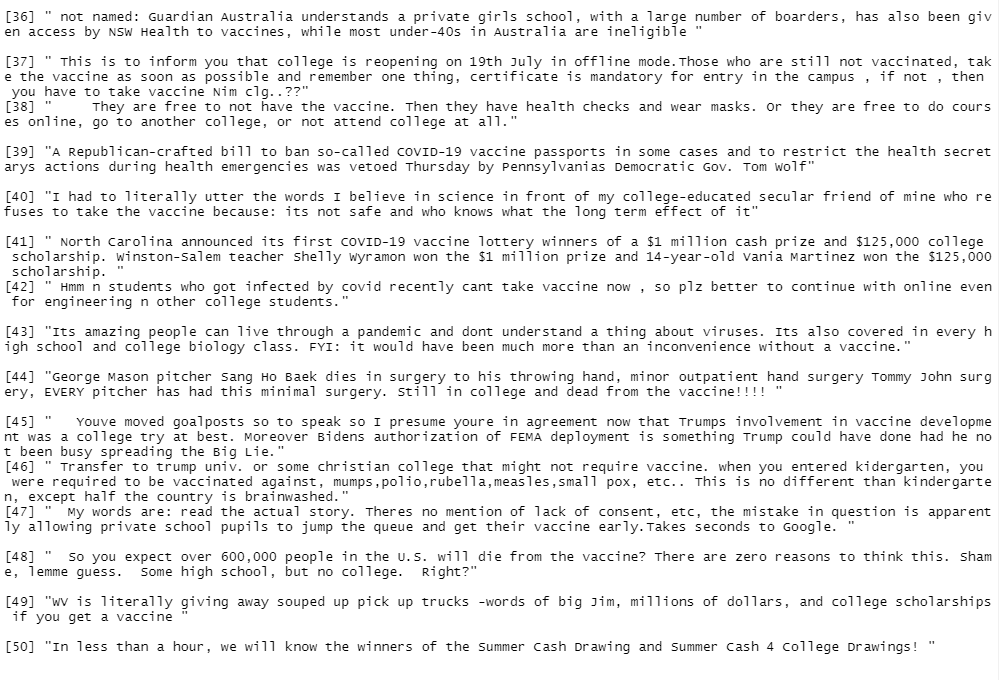 [36] " not named: Guardian Australia understands a private girls school, with a large number of boarders, has also been giv
en access by NSW Health to vaccines, while most under-40s in Australia are ineligible "
[37] " This is to inform you that college is reopening on 19th July in offline mode.Those who are still not vaccinated, tak
e the vaccine as soon as possible and remember one thing, certificate is mandatory for entry in the campus , if not , then
you have to take vaccine Nim clg..??"
[38] "     They are free to not have the vaccine. Then they have health checks and wear masks. Or they are free to do cours
es online, go to another college, or not attend college at all."
[39] "A Republican-crafted bill to ban so-called COVID-19 vaccine passports in some cases and to restrict the health secret
arys actions during health emergencies was vetoed Thursday by Pennsylvanias Democratic Gov. Tom Wolf"
[40] "I had to literally utter the words I believe in science in front of my college-educated secular friend of mine who re
fuses to take the vaccine because: its not safe and who knows what the long term effect of it"
[41] " North Carolina announced its first COVID-19 vaccine lottery winners of a $1 million cash prize and $125,000 college
scholarship. Winston-Salem teacher Shelly Wyramon won the $1 million prize and 14-year-old Vania Martinez won the $125,000
scholarship. "
[42] " Hmm n students who got infected by covid recently cant take vaccine now , so plz better to continue with online even
for engineering n other college students."
[43] "Its amazing people can live through a pandemic and dont understand a thing about viruses. Its also covered in every h
igh school and college biology class. FYI: it would have been much more than an inconvenience without a vaccine."
[44] "George Mason pitcher Sang Ho Baek dies in surgery to his throwing hand, minor outpatient hand surgery Tommy John surg
ery, EVERY pitcher has had this minimal surgery. Still in college and dead from the vaccine!!!! "
[45] "   Youve moved goalposts so to speak so I presume youre in agreement now that Trumps involvement in vaccine developme
nt was a college try at best. Moreover Bidens authorization of FEMA deployment is something Trump could have done had he no
t been busy spreading the Big Lie."
[46] " Transfer to trump univ. or some christian college that might not require vaccine. when you entered kidergarten, you
were required to be vaccinated against, mumps,polio,rubella,measles,small pox, etc.. This is no different than kindergarte
n, except half the country is brainwashed."
[47] "  My words are: read the actual story. Theres no mention of lack of consent, etc, the mistake in question is apparent
ly allowing private school pupils to jump the queue and get their vaccine early.Takes seconds to Google. "
[48] "  So you expect over 600,000 people in the U.S. will die from the vaccine? There are zero reasons to think this. Sham
e, lemme guess.  Some high school, but no college.  Right?"
[49] "WV is literally giving away souped up pick up trucks -words of big Jim, millions of dollars, and college scholarships
if you get a vaccine "
[50] "In less than a hour, we will know the winners of the Summer Cash Drawing and Summer Cash 4 College Drawings! "